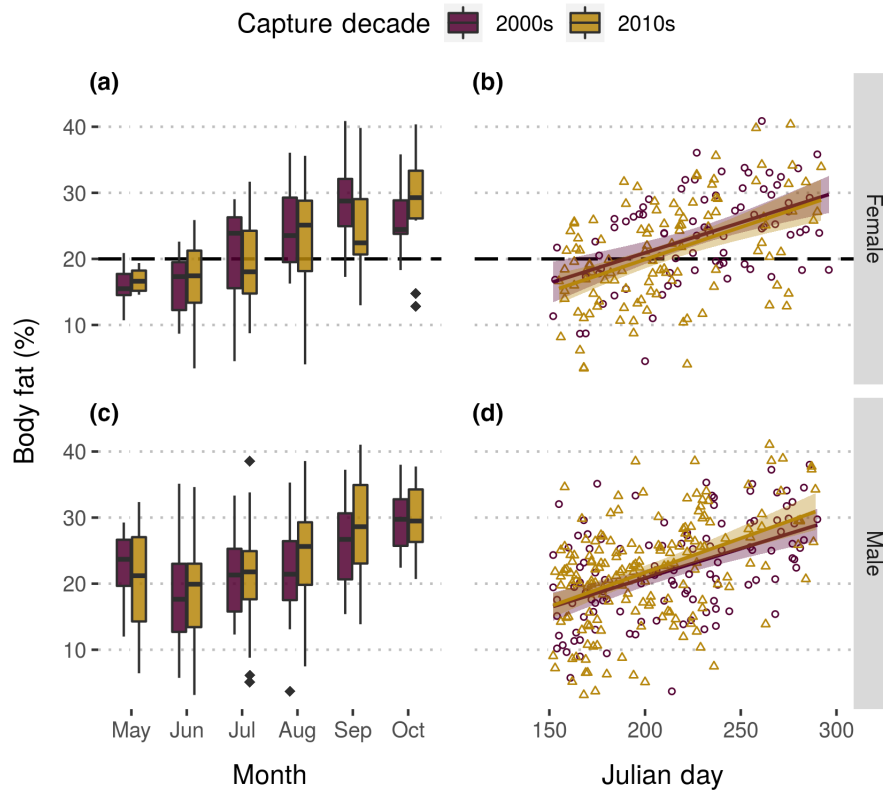 Capture decade 2000s 2010s
(a) (b)
40
30
20
10
Female
(c) (d)
40
30
20
10
Male
Body fat (%)
May Jun Jul Aug Sep Oct
150 200 250 300
Month Julian day